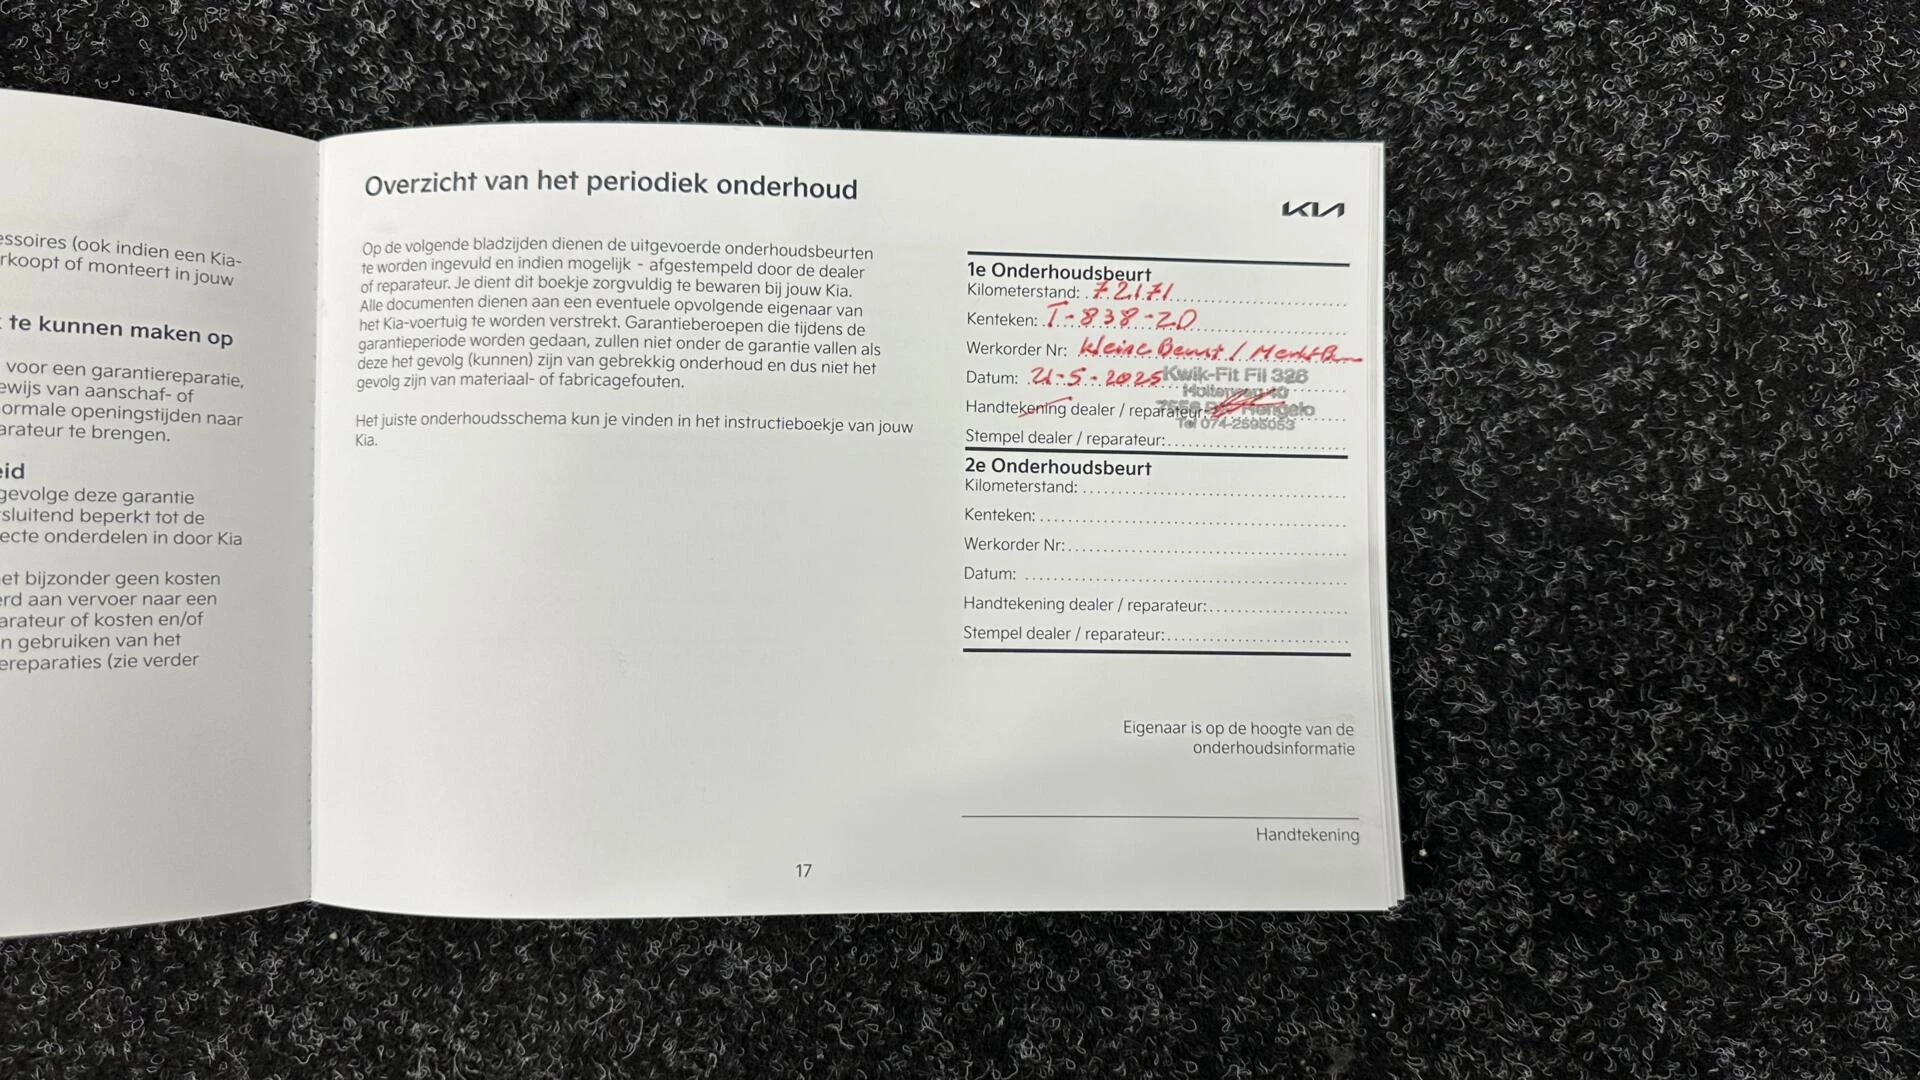 essoires (ook indien een Kia-
rkoopt of monteert in jouw
te kunnen maken op
voor een garantiereparatie,
ewijs van aanschaf- of
ormale openingstijden naar
arateur te brengen.
eid
gevolge deze garantie
sluitend beperkt tot de
ecte onderdelen in door Kia
et bijzonder geen kosten
erd aan vervoer naar een
arateur of kosten en/of
n gebruiken van het
ereparaties (zie verder
Overzicht van het periodiek onderhoud
KIA
Op de volgende bladzijden dienen de uitgevoerde onderhoudsbeurten
te worden ingevuld en indien mogelijk - afgestempeld door de dealer
of reparateur. Je dient dit boekje zorgvuldig te bewaren bij jouw Kia.
Alle documenten dienen aan een eventuele opvolgende eigenaar van
het Kia-voertuig te worden verstrekt. Garantieberoepen die tijdens de
garantieperiode worden gedaan, zullen niet onder de garantie vallen als
deze het gevolg (kunnen) zijn van gebrekkig onderhoud en dus niet het
gevolg zijn van materiaal- of fabricagefouten.
Het juiste onderhoudsschema kun je vinden in het instructieboekje van jouw
Kia.
1e Onderhoudsbeurt
Kilometerstand: 72171
Kenteken: T-838-ZD
Werkorder Nr: kleine Beurt /
Datum: 21-5-2025 Kwik-Fit Fil 326
Handtekening dealer / reparateur: Hengelo
Tel 074-2595053
Stempel dealer / reparateur:
2e Onderhoudsbeurt
Kilometerstand:
Kenteken:
Werkorder Nr:
Datum:
Handtekening dealer / reparateur:
Stempel dealer / reparateur:
Eigenaar is op de hoogte van de
onderhoudsinformatie
Handtekening
17